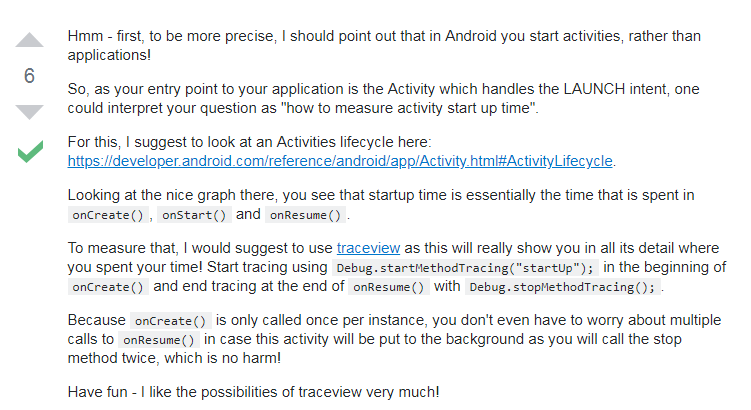 Hmm - first, to be more precise, I should point out that in Android you start activities, rather than
applications!
6
So, as your entry point to your application is the Activity which handles the LAUNCH intent, one
could interpret your question as "how to measure activity start up time".
For this, I suggest to look at an Activities lifecycle here:
https://developer.android.com/reference/android/app/Activity.html#ActivityLifecycle.
Looking at the nice graph there, you see that startup time is essentially the time that is spent in
onCreate() , onStart() and onResume() .
To measure that, I would suggest to use traceview as this will really show you in all its detail where
you spent your time! Start tracing using Debug.startMethodTracing("startUp"); in the beginning of
onCreate() and end tracing at the end of onResume() with Debug.stopMethodTracing(); .
Because onCreate() is only called once per instance, you don't even have to worry about multiple
calls to onResume() in case this activity will be put to the background as you will call the stop
method twice, which is no harm!
Have fun - I like the possibilities of traceview very much!